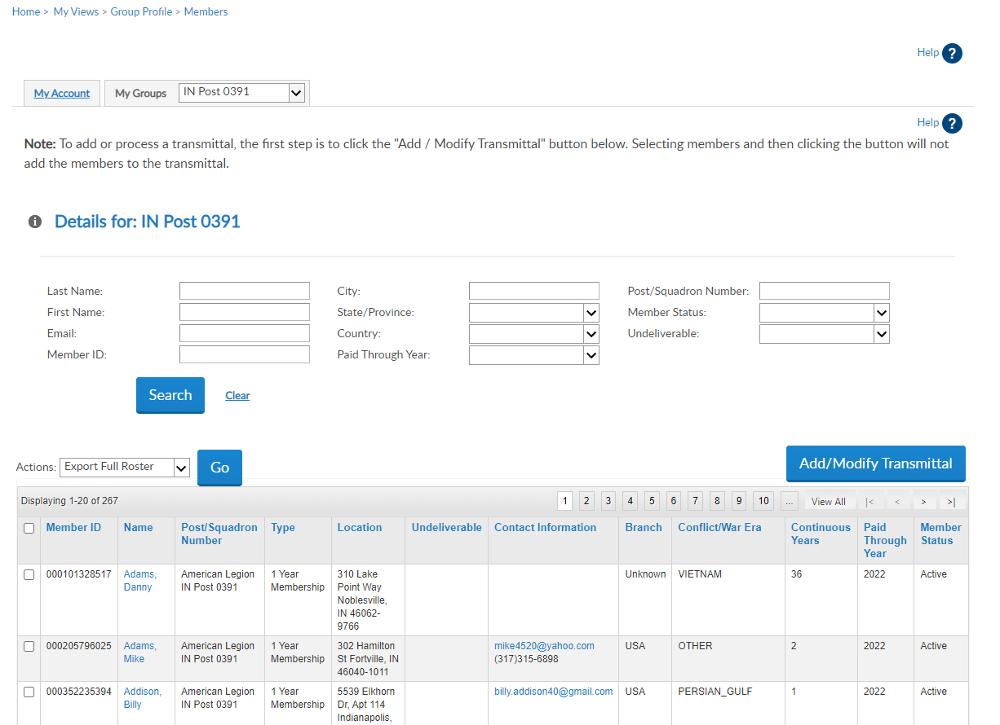 Home > My Views > Group Profile > Members
Help ?
My Account My Groups IN Post 0391
Help ?
Note: To add or process a transmittal, the first step is to click the "Add / Modify Transmittal" button below. Selecting members and then clicking the button will not
add the members to the transmittal.
i Details for: IN Post 0391
Last Name: City: Post/Squadron Number:
First Name: State/Province: Member Status:
Email: Country: Undeliverable:
Member ID: Paid Through Year:
Search Clear
Actions: Export Full Roster Go Add/Modify Transmittal
Displaying 1-20 of 267 1 2 3 4 5 6 7 8 9 10 ... View All |< < > >|
Member ID Name Post/Squadron Type Location Undeliverable Contact Information Branch Conflict/War Era Continuous Paid Member
Number Years Through Status
Year
000101328517 Adams, American Legion 1 Year 310 Lake Unknown VIETNAM 36 2022 Active
Danny IN Post 0391 Membership Point Way
Noblesville,
IN 46062-
9766
000205796025 Adams, American Legion 1 Year 302 Hamilton mike4520@yahoo.com USA OTHER 2 2022 Active
Mike IN Post 0391 Membership St Fortville, IN (317)315-6898
46040-1011
000352235394 Addison, American Legion 1 Year 5539 Elkhorn billy.addison40@gmail.com USA PERSIAN_GULF 1 2022 Active
Billy IN Post 0391 Membership Dr, Apt 114
Indianapolis,